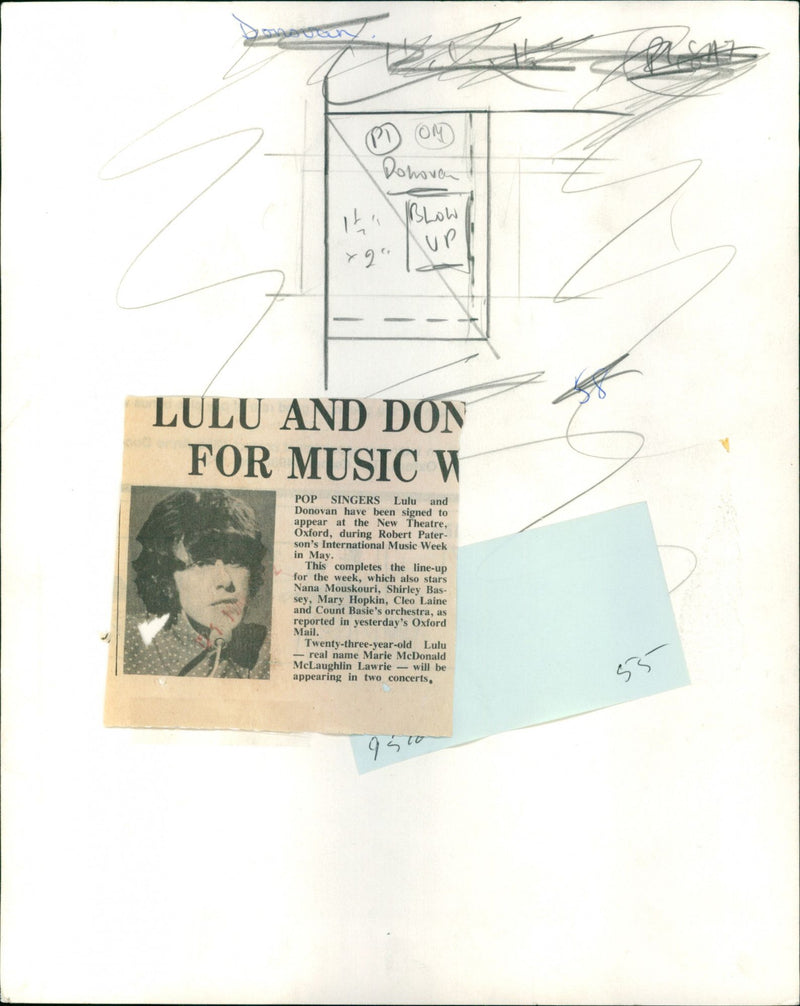 Donovan
PT OM
Donovan
BLOW
UP
58
LULU AND DON
FOR MUSIC W
POP SINGERS Lulu and
Donovan have been signed to
appear at the New Theatre,
Oxford, during Robert Pater-
son's International Music Week
in May.
This completes the line-up
for the week, which also stars
Nana Mouskouri, Shirley Bas-
sey, Mary Hopkin, Cleo Laine
and Count Basie's orchestra, as
reported in yesterday's Oxford
Mail.
Twenty-three-year-old Lulu
— real name Marie McDonald
McLaughlin Lawrie — will be
appearing in two concerts.
55